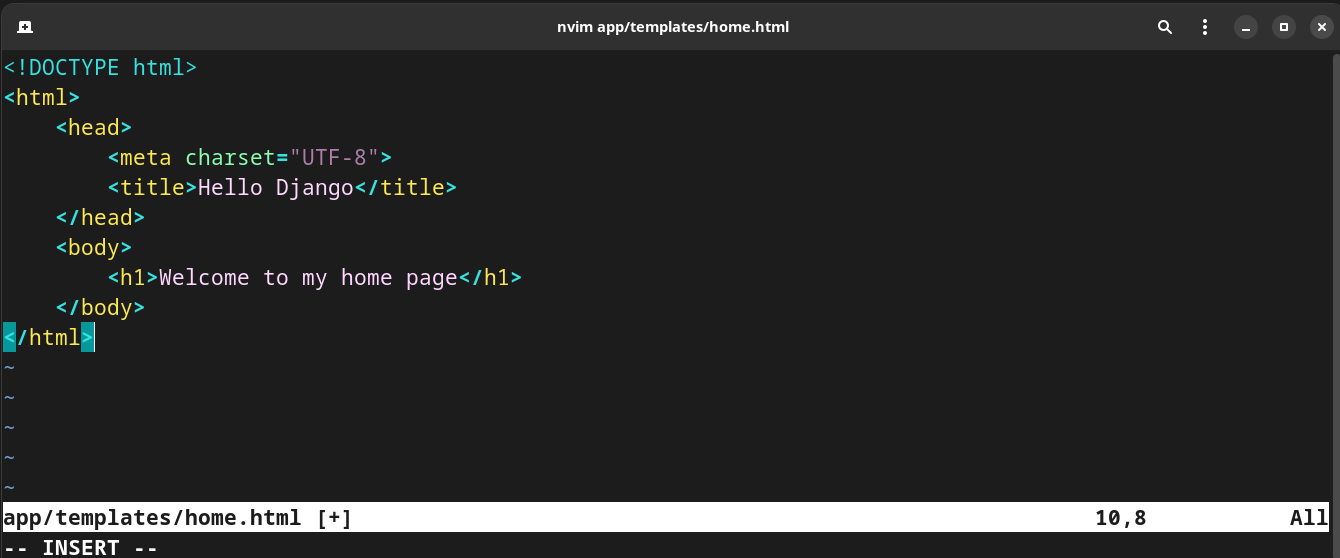 nvim app/templates/home.html
<!DOCTYPE html>
<html>
    <head>
        <meta charset="UTF-8">
        <title>Hello Django</title>
    </head>
    <body>
        <h1>Welcome to my home page</h1>
    </body>
</html>
~
~
~
~
~
app/templates/home.html [+] 10,8 All
-- INSERT --